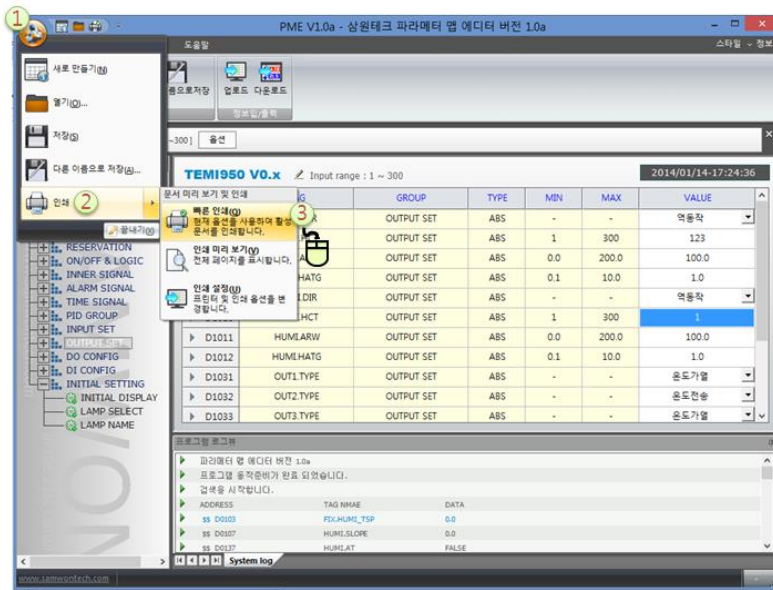 1
PME V1.0a - 삼원테크 파라메터 맵 에디터 버전 1.0a
도움말
스타일
정보
새로 만들기(N)
열기(O)...
저장(S)
다른 이름으로 저장(A)...
인쇄 2
끝내기(X)
름으로저장
업로드 다운로드
정보입/출력
~300 ] 옵션
문서 미리 보기 및 인쇄
빠른 인쇄(Q)
현재 옵션을 사용하여 활성
문서를 인쇄합니다.
3
인쇄 미리 보기(V)
전체 페이지를 표시합니다.
인쇄 설정(V)
프린터 및 인쇄 옵션을 변
경합니다.
RESERVATION
ON/OFF & LOGIC
INNER SIGNAL
ALARM SIGNAL
TIME SIGNAL
PID GROUP
INPUT SET
OUTPUT SET
DO CONFIG
DI CONFIG
INITIAL SETTING
INITIAL DISPLAY
LAMP SELECT
LAMP NAME
TEMI950 V0.x Input range : 1 ~ 300 2014/01/14-17:24:36
G GROUP TYPE MIN MAX VALUE
R OUTPUT SET ABS - - 역동작
OUTPUT SET ABS 1 300 123
OUTPUT SET ABS 0.0 200.0 100.0
HATG OUTPUT SET ABS 0.1 10.0 1.0
.DIR OUTPUT SET ABS - - 역동작
.HCT OUTPUT SET ABS 1 300 1
D1011 HUMI.ARW OUTPUT SET ABS 0.0 200.0 100.0
D1012 HUMI.HATG OUTPUT SET ABS 0.1 10.0 1.0
D1031 OUT1.TYPE OUTPUT SET ABS - - 온도가열
D1032 OUT2.TYPE OUTPUT SET ABS - - 온도전송
D1033 OUT3.TYPE OUTPUT SET ABS - - 온도가열
프로그램 로그뷰
파라메터 맵 에디터 버전 1.0a
프로그램 동작준비가 완료 되었습니다.
검색을 시작합니다.
ADDRESS TAG NMAE DATA
ss D0103 FIX.HUMI_TSP 0.0
ss D0107 HUMI.SLOPE 0.0
ss D0137 HUMI.AT FALSE
System log
www.samwontech.com